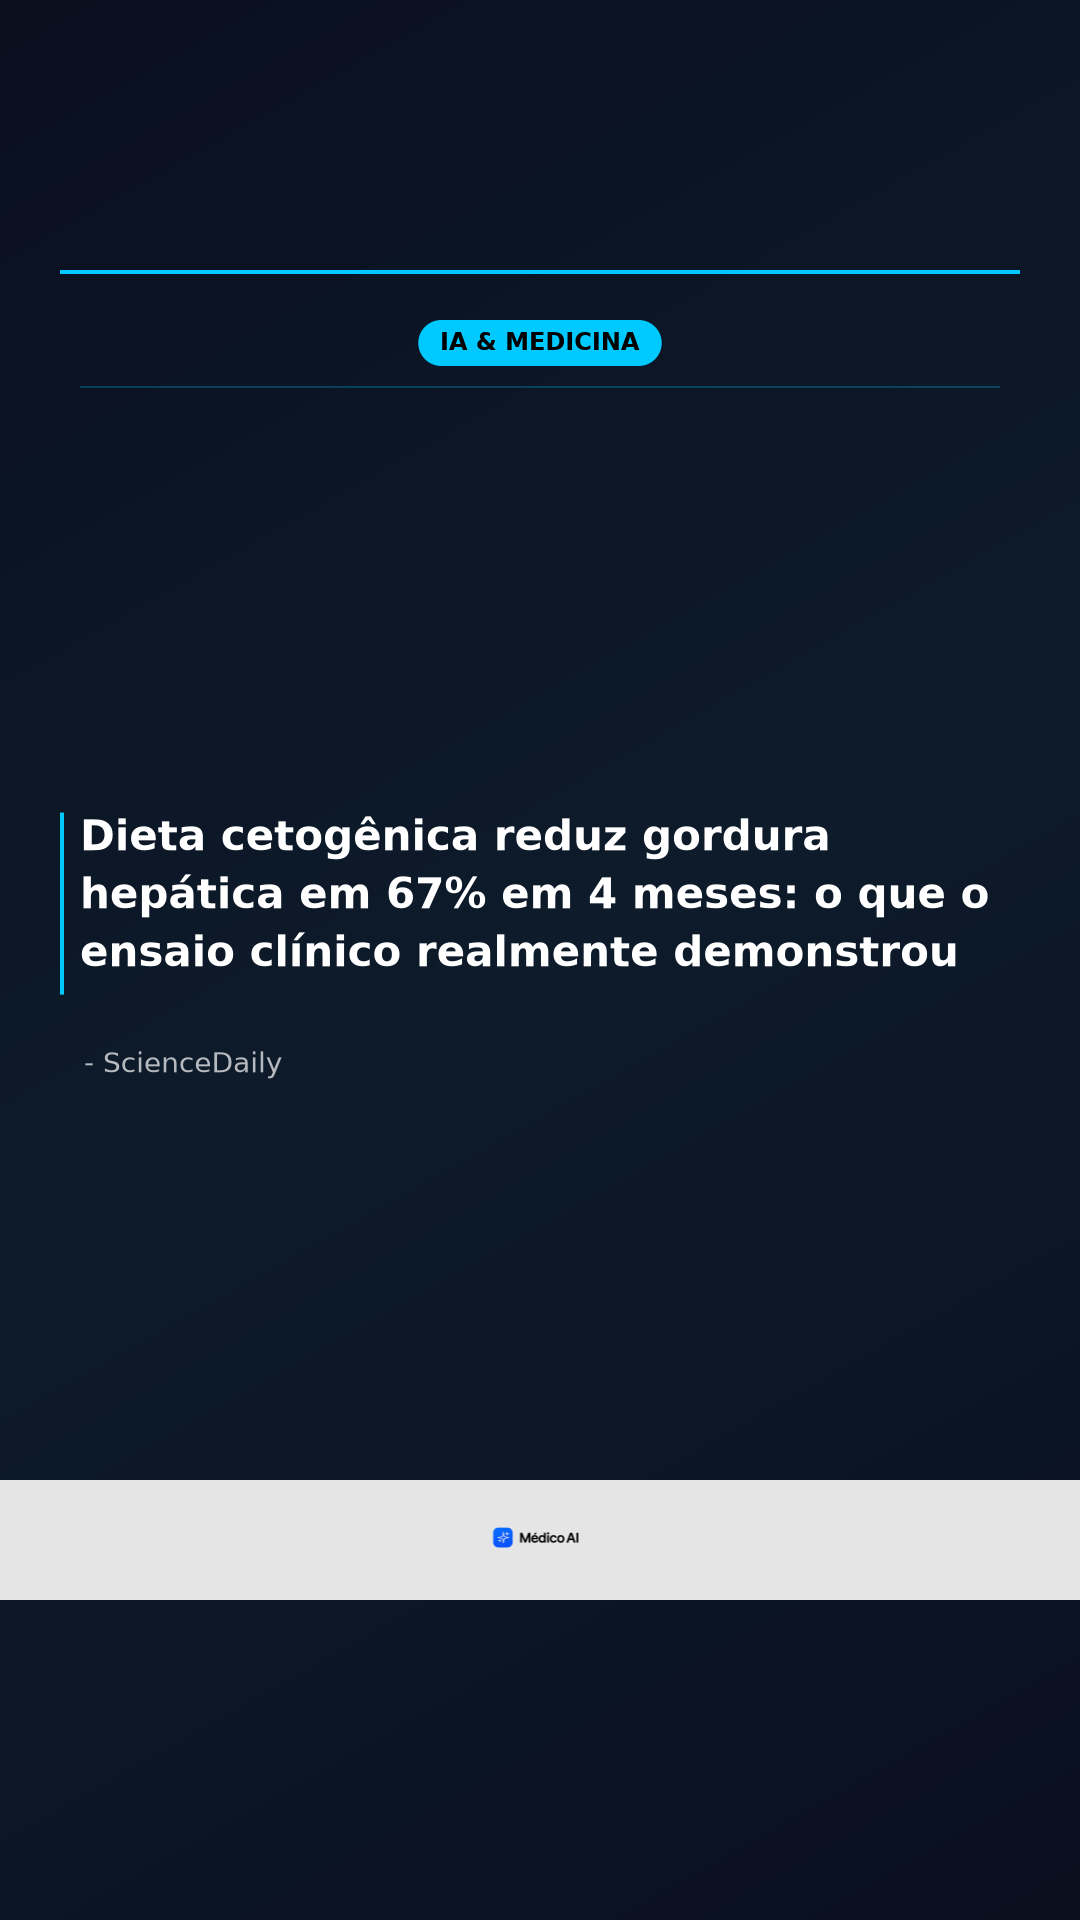 IA & MEDICINA
Dieta cetogênica reduz gordura
hepática em 67% em 4 meses: o que o
ensaio clínico realmente demonstrou
- ScienceDaily
Médico AI